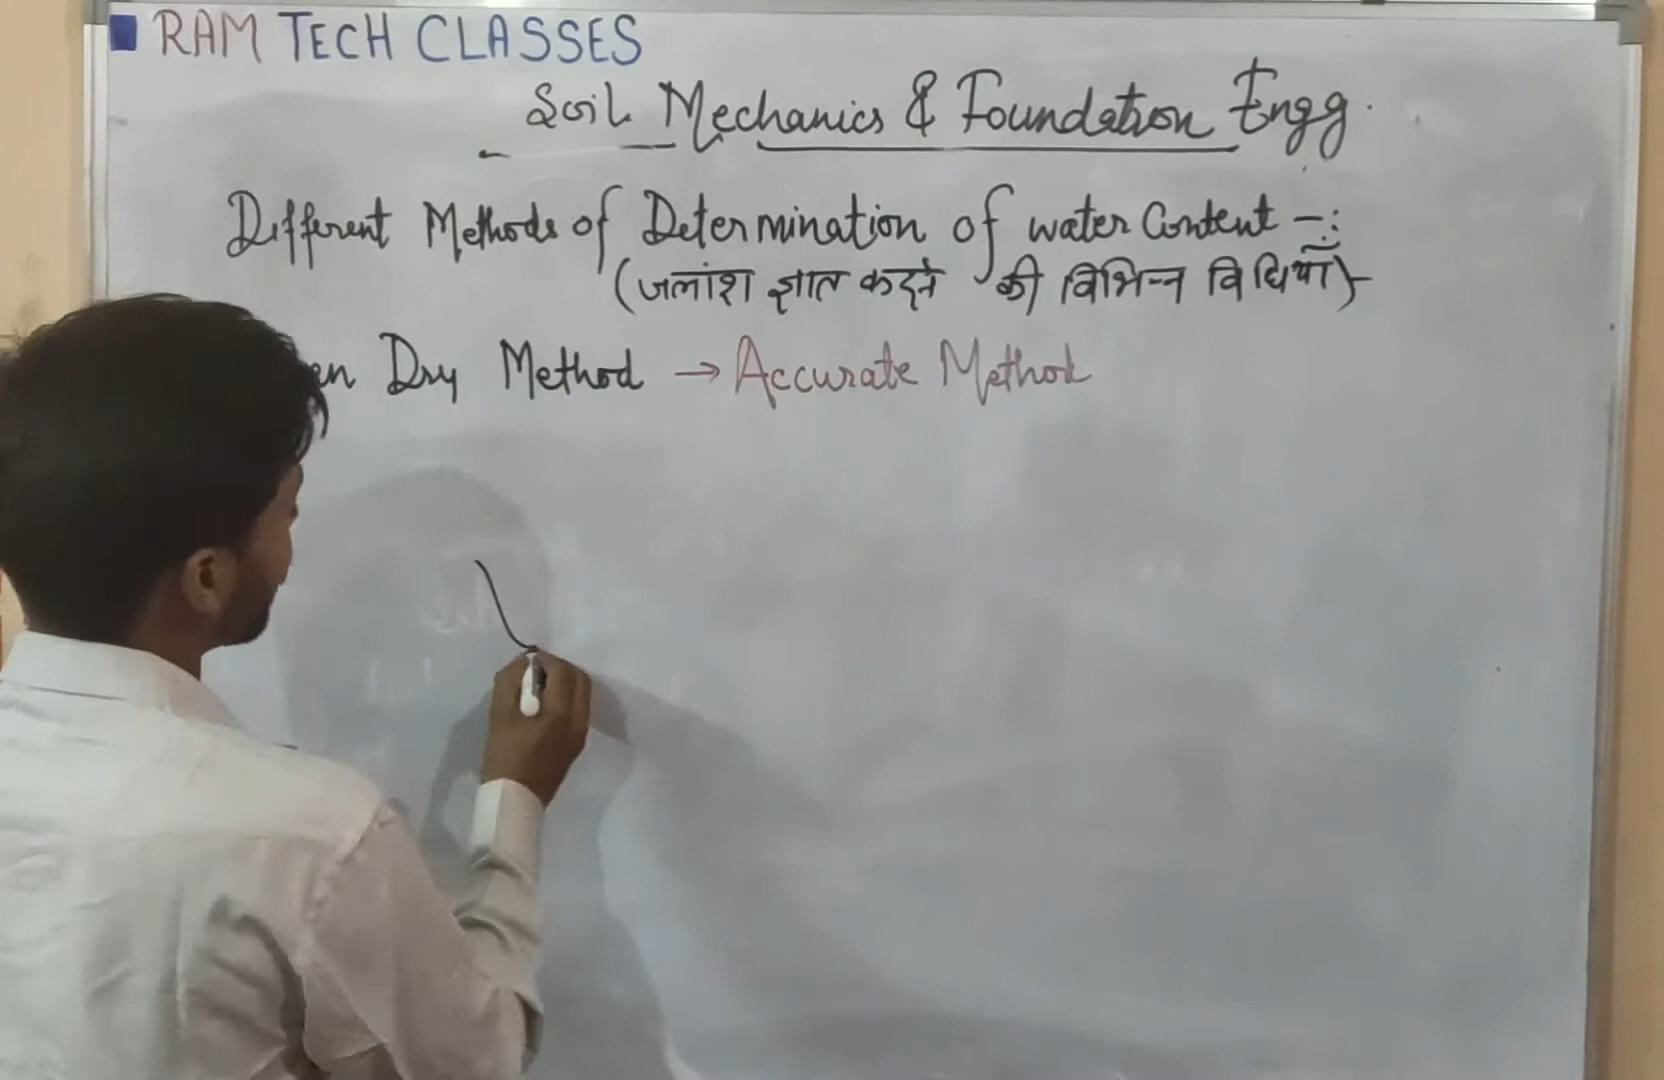 RAM TECH CLASSES
Soil Mechanics & Foundation Engg.
Different Methods of Determination of water Content -:
(जलांश ज्ञात करने की विभिन्न विधियाँ)-
Dry Method → Accurate Method